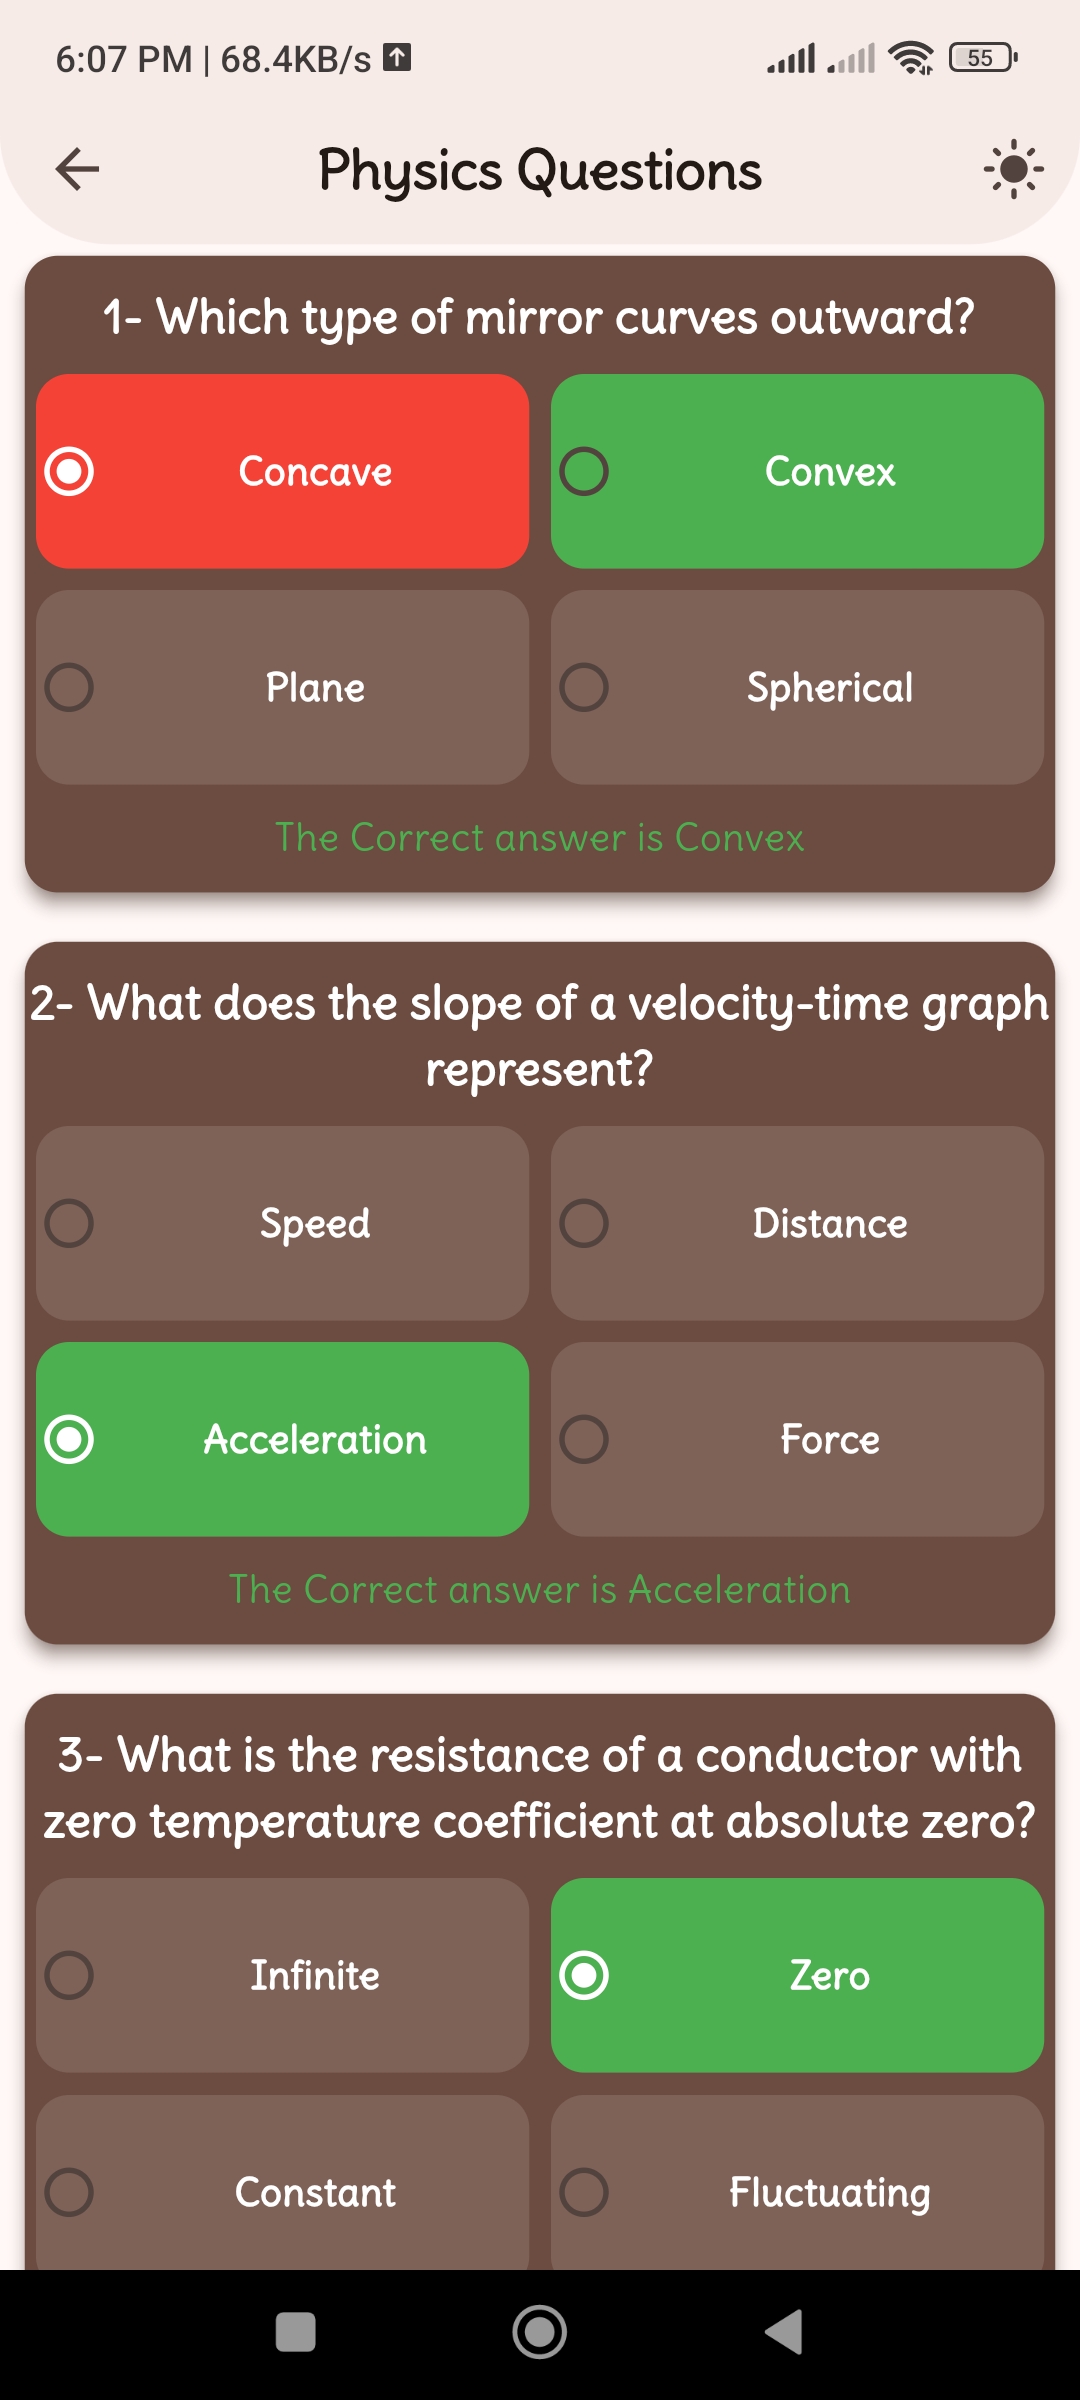 6:07 PM | 68.4KB/s
55
Physics Questions
1- Which type of mirror curves outward?
Concave
Convex
Plane
Spherical
The Correct answer is Convex
2- What does the slope of a velocity-time graph
represent?
Speed
Distance
Acceleration
Force
The Correct answer is Acceleration
3- What is the resistance of a conductor with
zero temperature coefficient at absolute zero?
Infinite
Zero
Constant
Fluctuating